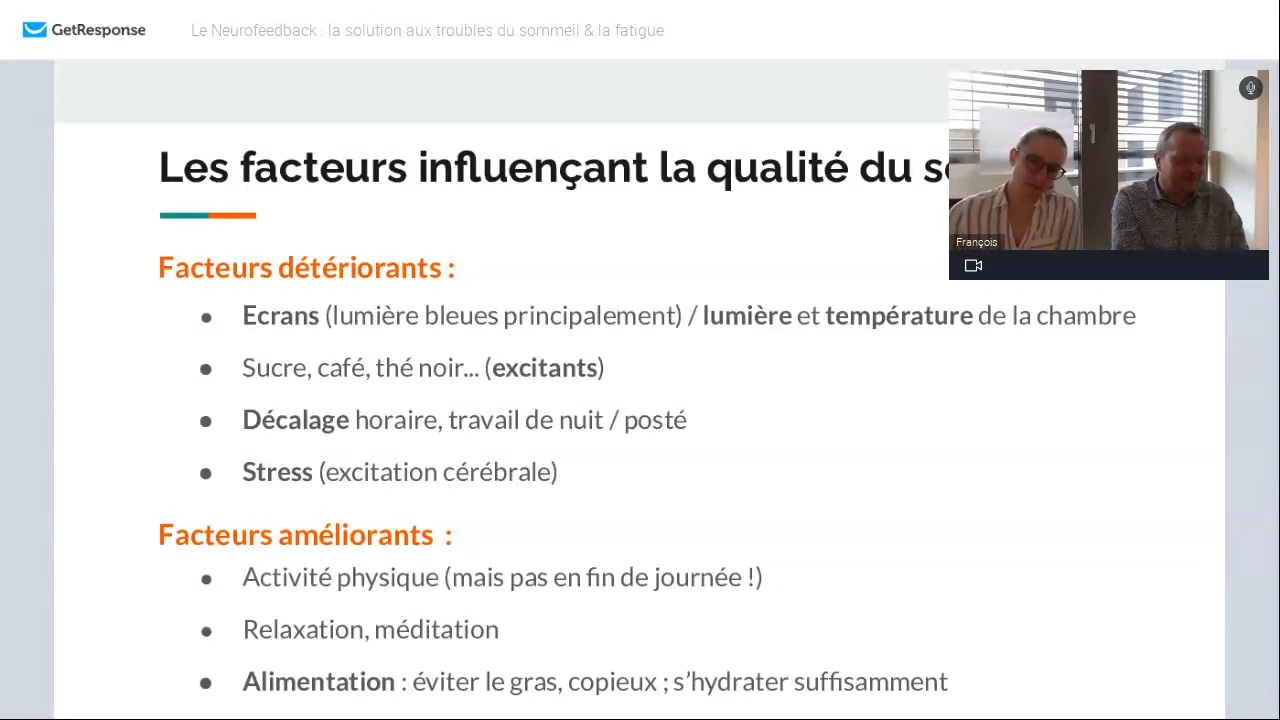 GetResponse
Le Neurofeedback : la solution aux troubles du sommeil & la fatigue
Les facteurs influençant la qualité du
François
Facteurs détériorants :
● Ecrans (lumière bleues principalement) / lumière et température de la chambre
● Sucre, café, thé noir... (excitants)
● Décalage horaire, travail de nuit / posté
● Stress (excitation cérébrale)
Facteurs améliorants :
● Activité physique (mais pas en fin de journée !)
● Relaxation, méditation
● Alimentation : éviter le gras, copieux ; s'hydrater suffisamment